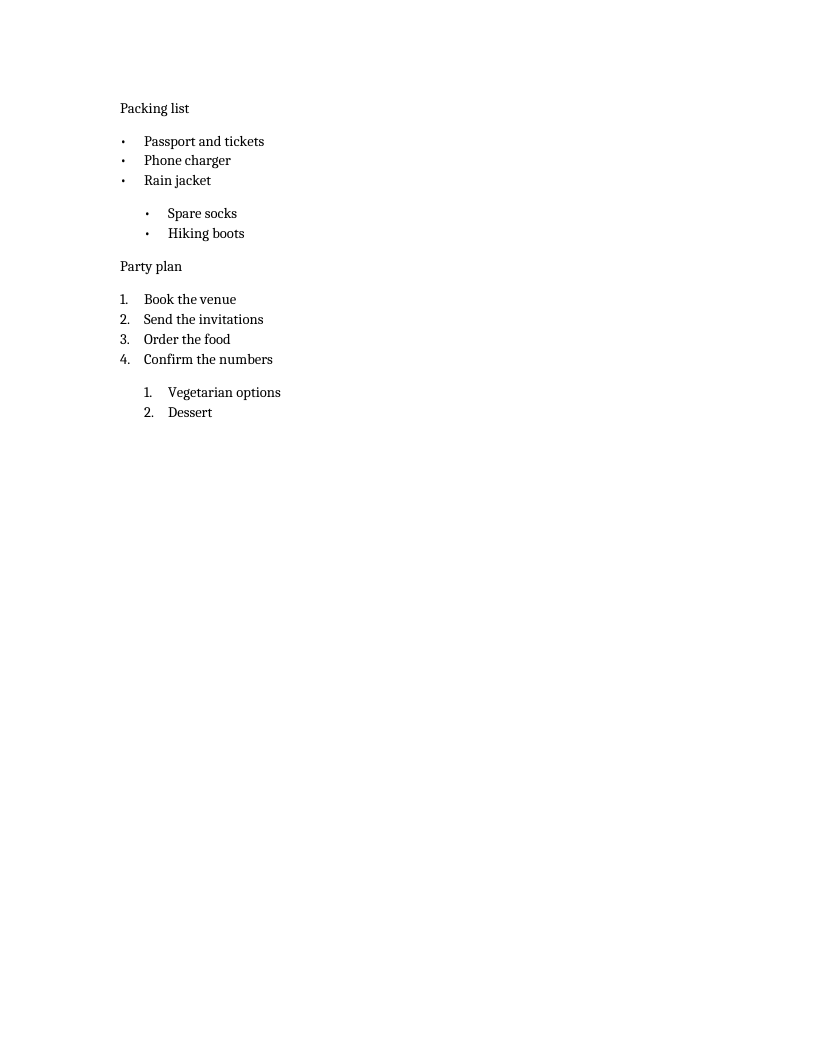 Packing list
• Passport and tickets
• Phone charger
• Rain jacket
• Spare socks
• Hiking boots
Party plan
1. Book the venue
2. Send the invitations
3. Order the food
4. Confirm the numbers
1. Vegetarian options
2. Dessert